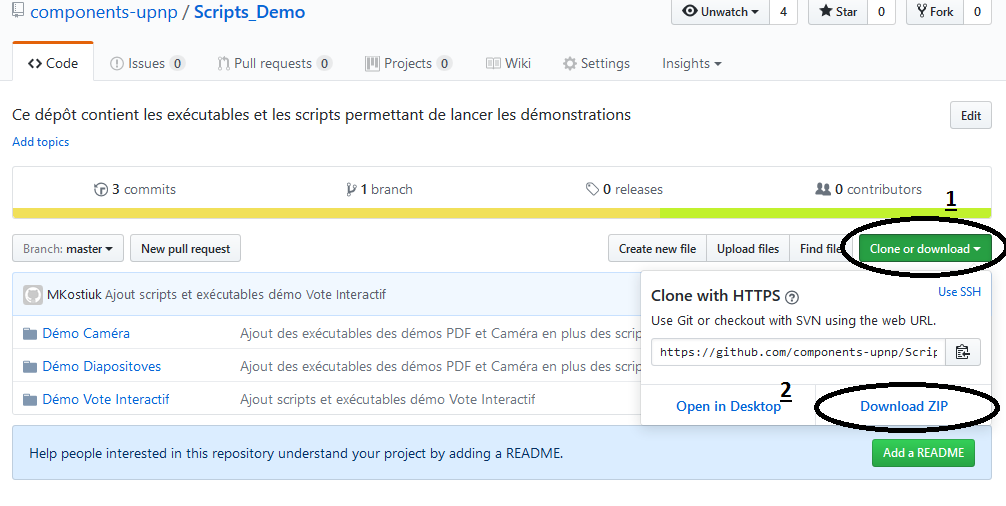 components-upnp / Scripts_Demo
Unwatch 4 Star 0 Fork 0
Code Issues 0 Pull requests 0 Projects 0 Wiki Settings Insights
Ce dépôt contient les exécutables et les scripts permettant de lancer les démonstrations
Edit
Add topics
3 commits 1 branch 0 releases 0 contributors
1
Branch: master New pull request Create new file Upload files Find file Clone or download
MKostiuk Ajout scripts et exécutables démo Vote Interactif
Clone with HTTPS ? Use SSH
Use Git or checkout with SVN using the web URL.
https://github.com/components-upnp/Scrip
Démo Caméra Ajout des exécutables des démos PDF et Caméra en plus des scrip
Démo Diapositoves Ajout des exécutables des démos PDF et Caméra en plus des scrip
Démo Vote Interactif Ajout scripts et exécutables démo Vote Interactif
2
Open in Desktop Download ZIP
Help people interested in this repository understand your project by adding a README.
Add a README